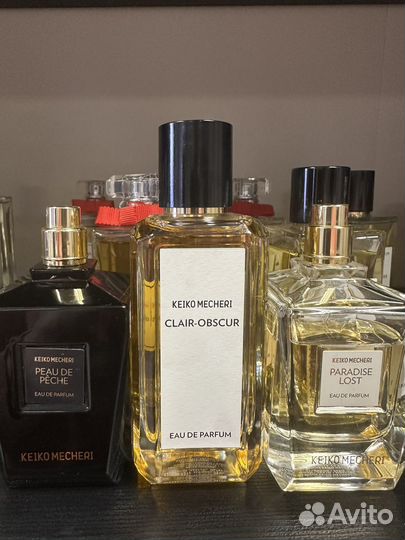 KEIKO MECHERI
PEAU DE
PÊCHE
EAU DE PARFUM
KEIKO MECHERI
KEIKO MECHERI
CLAIR-OBSCUR
EAU DE PARFUM
KEIKO MECHERI
PARADISE
LOST
EAU DE PARFUM
KEIKO MECHERI
Avito